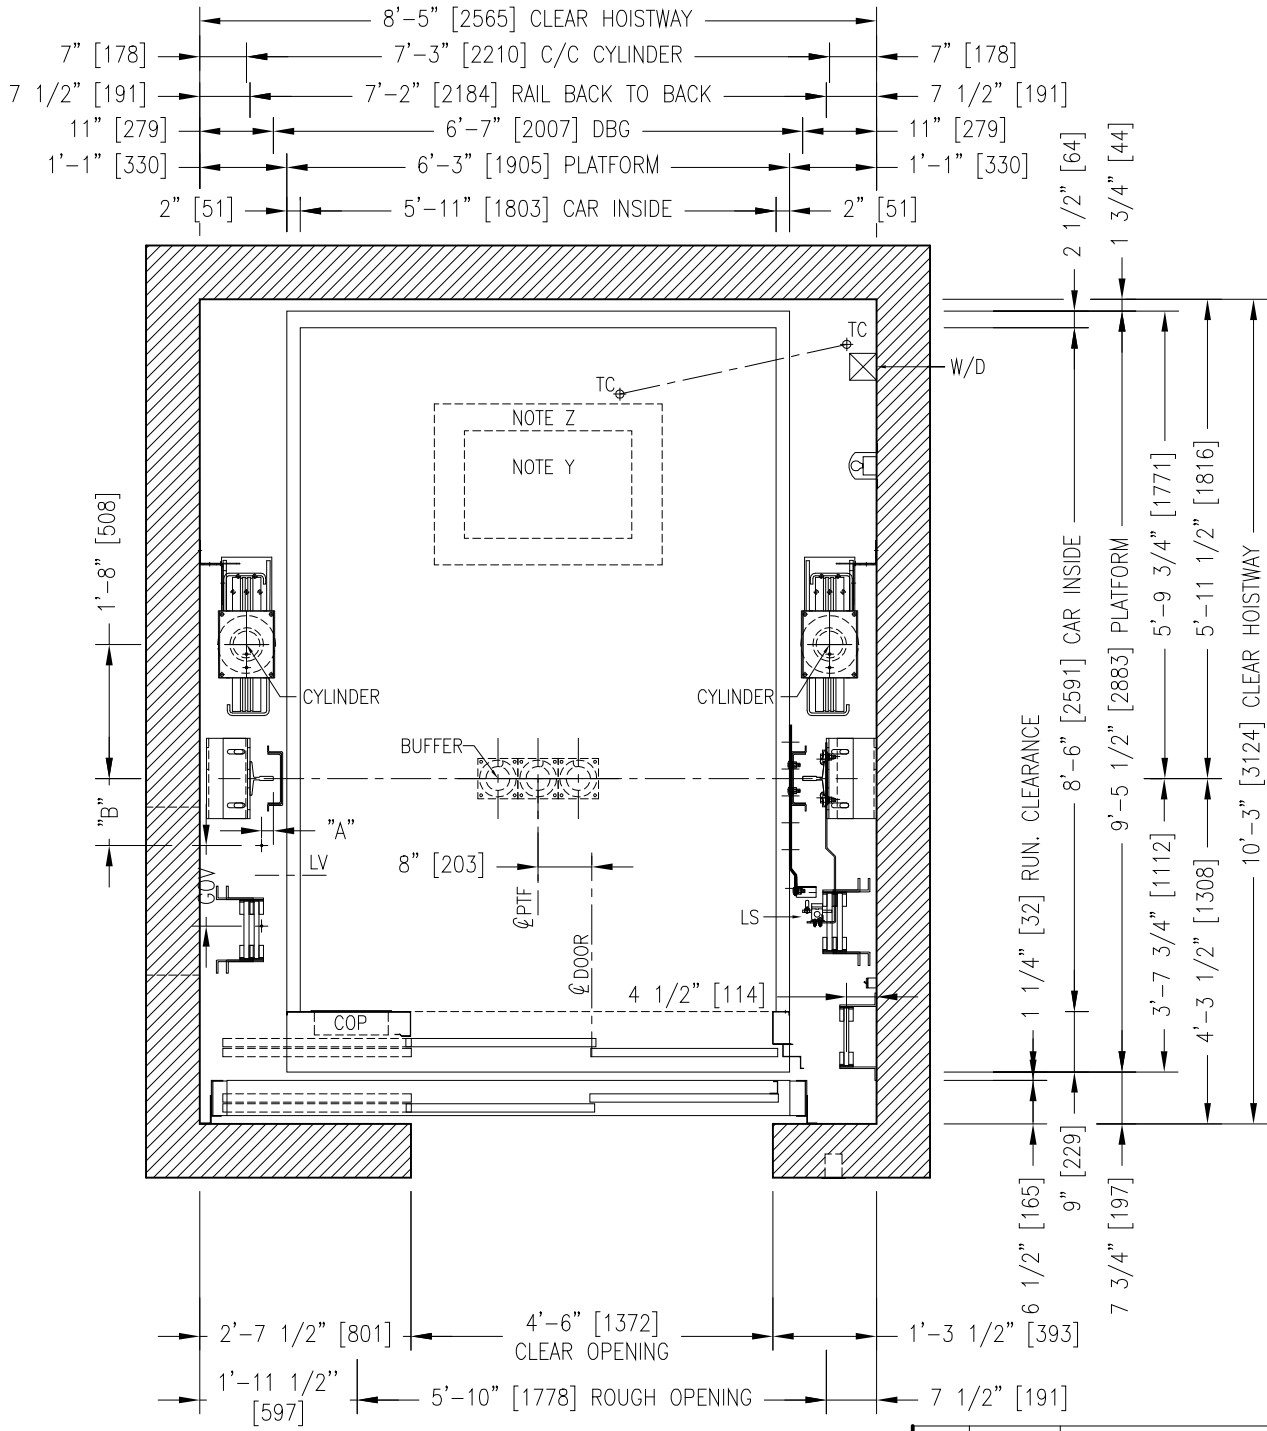 8'-5" [2565] CLEAR HOISTWAY
7" [178] 7'-3" [2210] C/C CYLINDER 7" [178]
7 1/2" [191] 7'-2" [2184] RAIL BACK TO BACK 7 1/2" [191]
11" [279] 6'-7" [2007] DBG 11" [279]
1'-1" [330] 6'-3" [1905] PLATFORM 1'-1" [330]
2" [51] 5'-11" [1803] CAR INSIDE 2" [51]
2 1/2" [64]
1 3/4" [44]
TC
W/D
TC
NOTE Z
NOTE Y
1'-8" [508]
CYLINDER
CYLINDER
BUFFER
"B"
"A"
GOV
LV
8" [203]
℄ PTF
℄ DOOR
LS
4 1/2" [114]
COP
1 1/4" [32] RUN. CLEARANCE
8'-6" [2591] CAR INSIDE
9'-5 1/2" [2883] PLATFORM
5'-9 3/4" [1771]
3'-7 3/4" [1112]
5'-11 1/2" [1816]
4'-3 1/2" [1308]
10'-3" [3124] CLEAR HOISTWAY
6 1/2" [165]
9" [229]
7 3/4" [197]
2'-7 1/2" [801] 4'-6" [1372] 1'-3 1/2" [393]
CLEAR OPENING
1'-11 1/2'' 5'-10" [1778] ROUGH OPENING 7 1/2" [191]
[597]